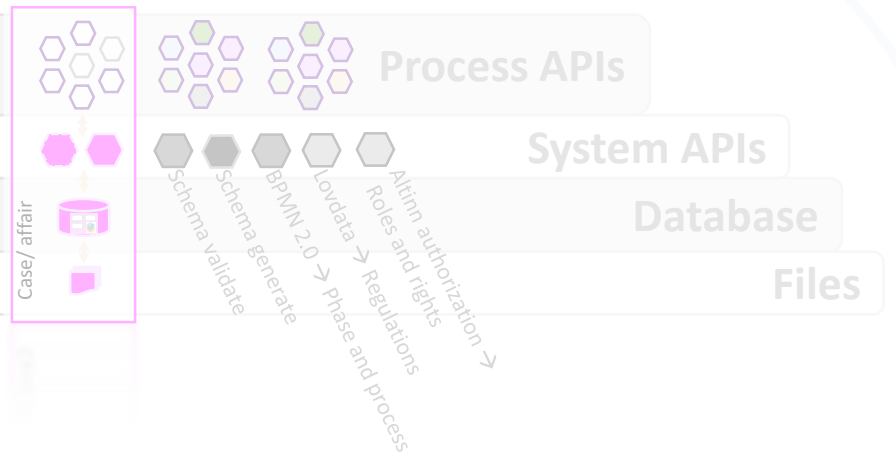 Process APIs
System APIs
Database
Files
Case/ affair
Schema validate
Schema generate
BPMN 2.0 → Phase and process
Lovdata → Regulations
Altinn authorization →
Roles and rights